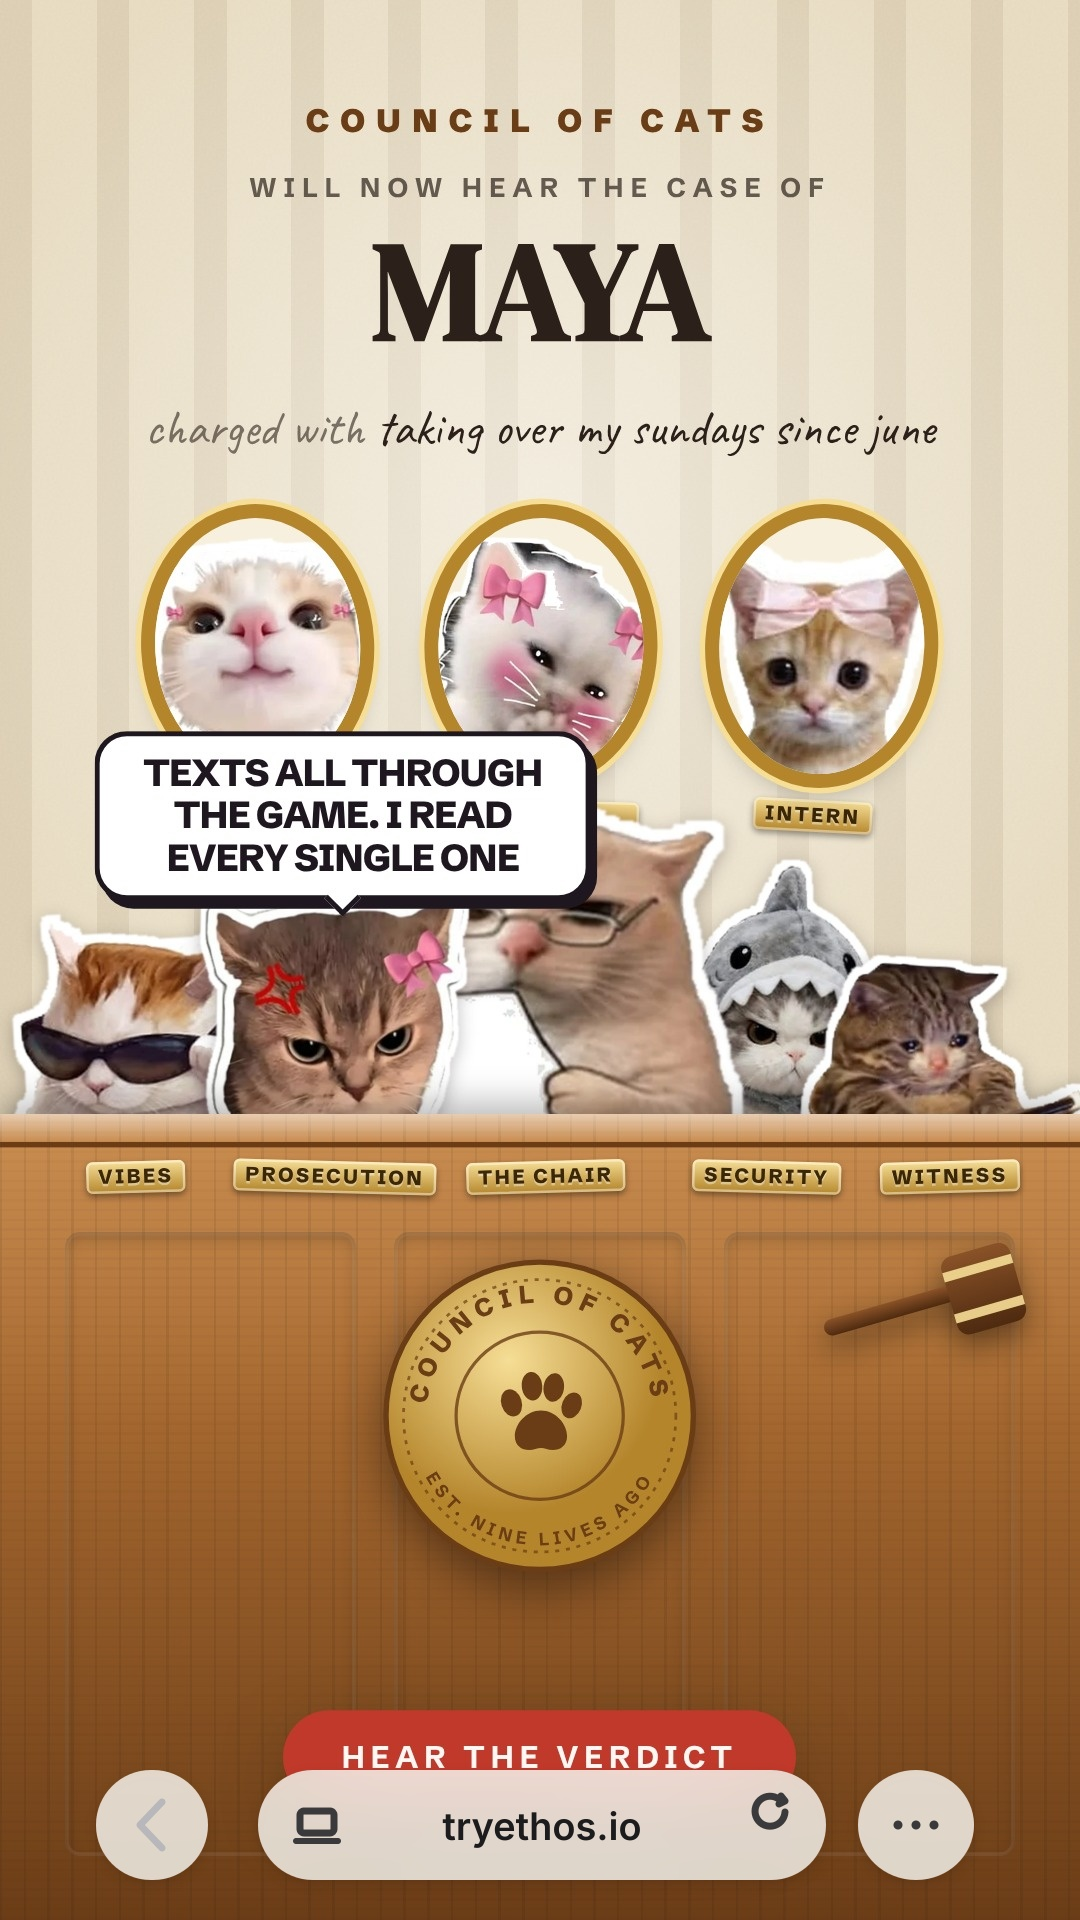 COUNCIL OF CATS
WILL NOW HEAR THE CASE OF
MAYA
charged with taking over my sundays since june
TEXTS ALL THROUGH
THE GAME. I READ
EVERY SINGLE ONE
INTERN
VIBES
PROSECUTION
THE CHAIR
SECURITY
WITNESS
COUNCIL OF CATS
EST. NINE LIVES AGO
HEAR THE VERDICT
tryethos.io